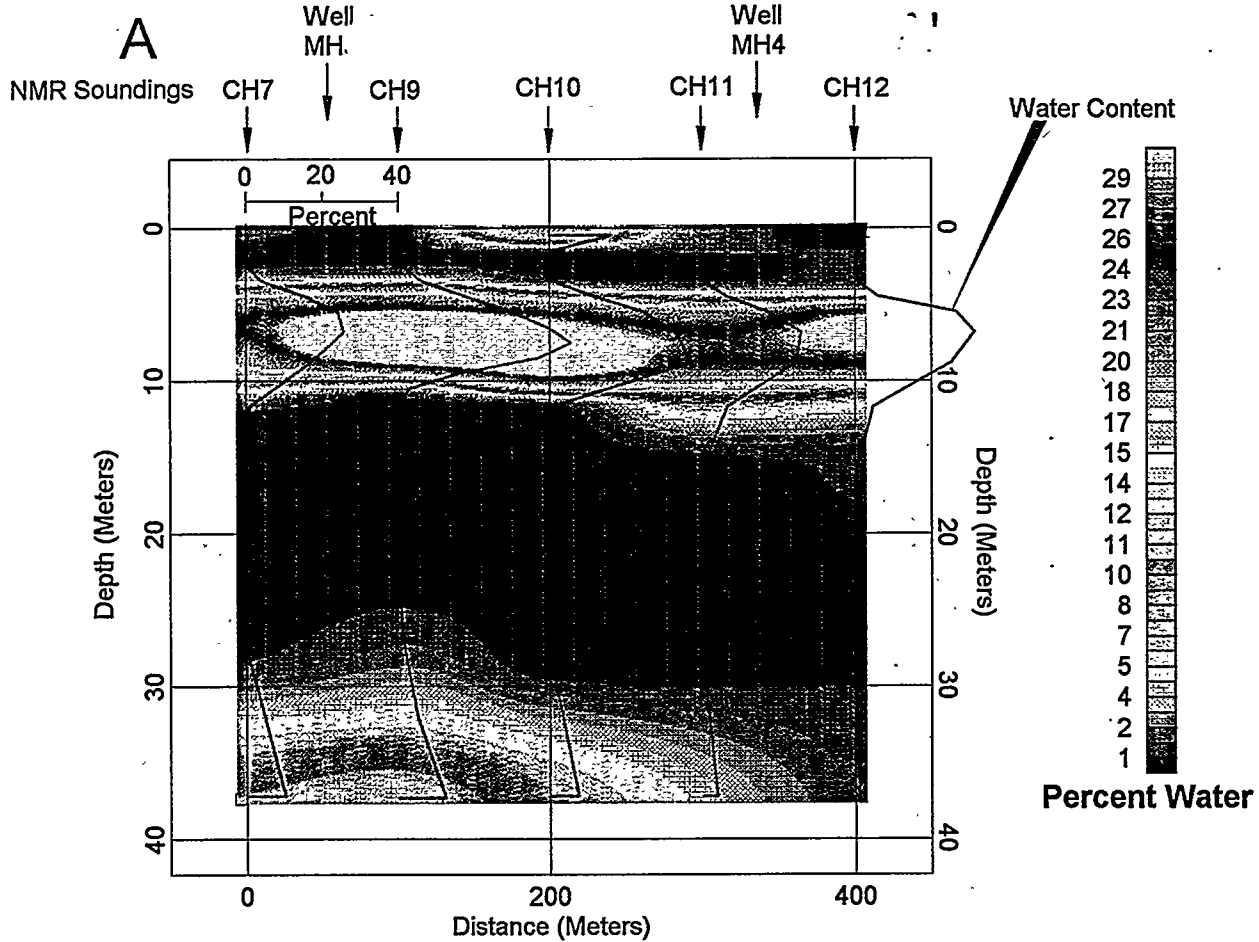 A
Well
MH
Well
MH4
NMR Soundings CH7 CH9 CH10 CH11 CH12
Water Content
0 20 40
Percent
0
10
20
30
40
Depth (Meters)
0
10
20
30
40
Depth (Meters)
0 200 400
Distance (Meters)
29
27
26
24
23
21
20
18
17
15
14
12
11
10
8
7
5
4
2
1
Percent Water